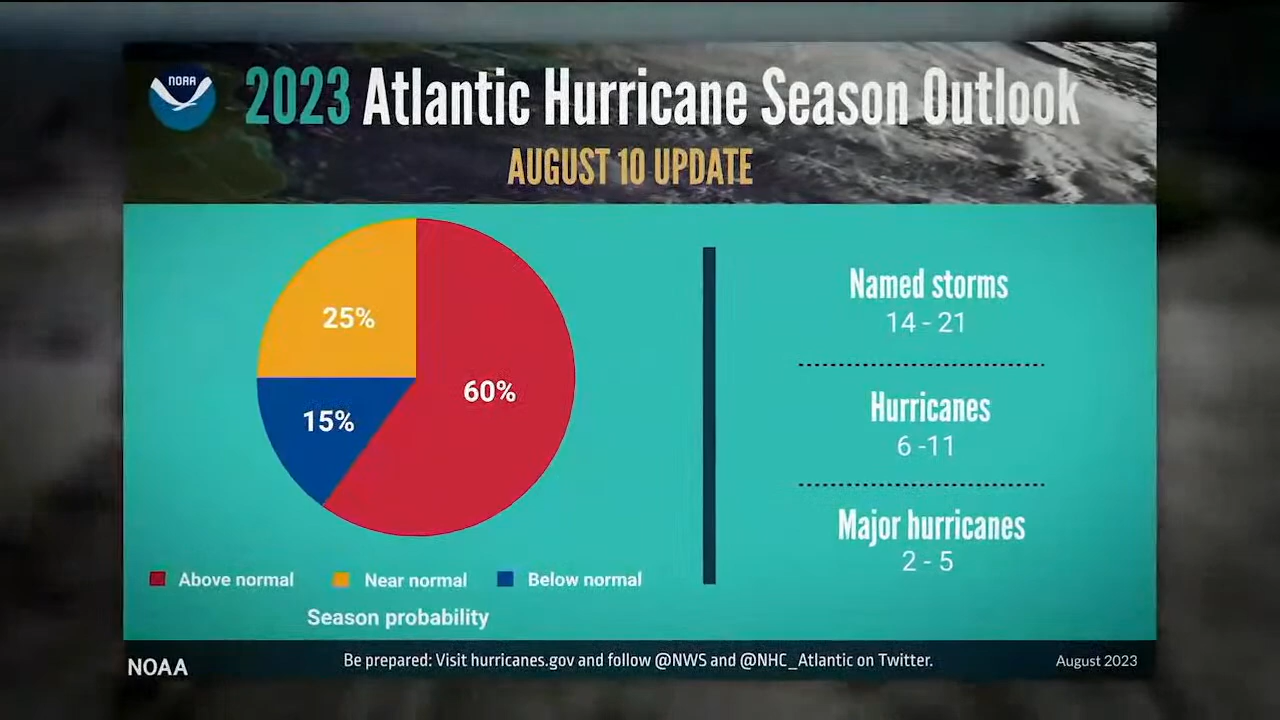 NOAA
2023 Atlantic Hurricane Season Outlook
AUGUST 10 UPDATE
25%
60%
15%
Above normal
Near normal
Below normal
Season probability
Named storms
14 - 21
Hurricanes
6 -11
Major hurricanes
2 - 5
NOAA
Be prepared: Visit hurricanes.gov and follow @NWS and @NHC_Atlantic on Twitter.
August 2023